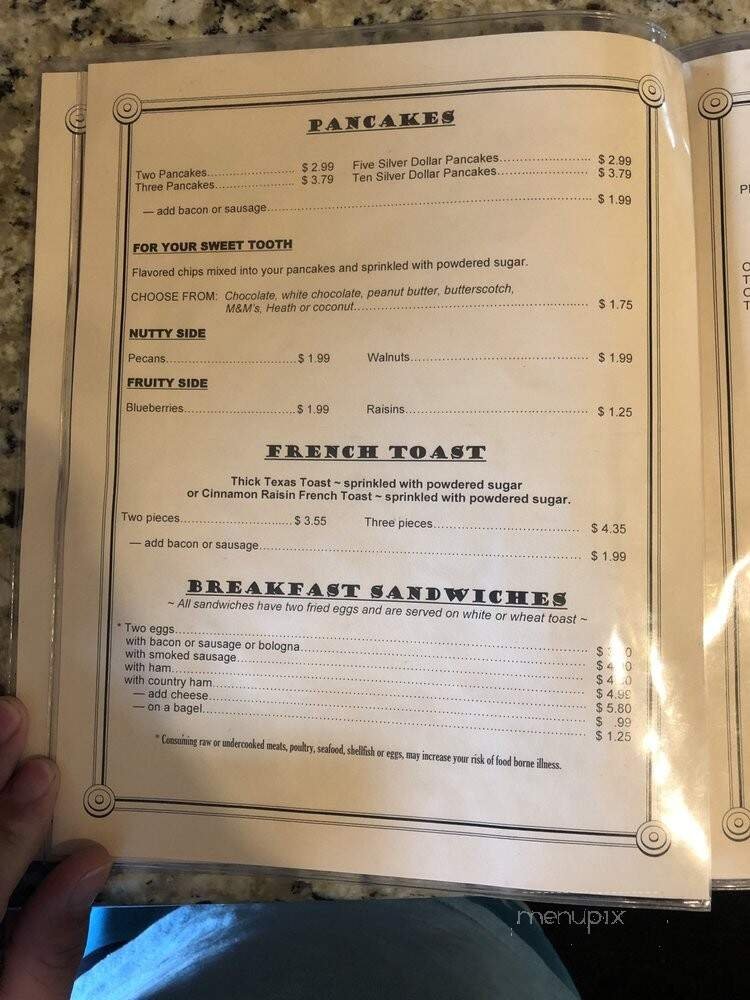 PANCAKES
Two Pancakes........................ $ 2.99 Five Silver Dollar Pancakes........................ $ 2.99
Three Pancakes..................... $ 3.79 Ten Silver Dollar Pancakes........................ $ 3.79
— add bacon or sausage........................ $ 1.99
FOR YOUR SWEET TOOTH
Flavored chips mixed into your pancakes and sprinkled with powdered sugar.
CHOOSE FROM: Chocolate, white chocolate, peanut butter, butterscotch,
M&M's, Heath or coconut........................ $ 1.75
NUTTY SIDE
Pecans........................ $ 1.99 Walnuts........................ $ 1.99
FRUITY SIDE
Blueberries........................ $ 1.99 Raisins........................ $ 1.25
FRENCH TOAST
Thick Texas Toast ~ sprinkled with powdered sugar
or Cinnamon Raisin French Toast ~ sprinkled with powdered sugar.
Two pieces........................ $ 3.55 Three pieces........................ $ 4.35
— add bacon or sausage........................ $ 1.99
BREAKFAST SANDWICHES
~ All sandwiches have two fried eggs and are served on white or wheat toast ~
* Two eggs........................ $
with bacon or sausage or bologna........................ $
with smoked sausage........................ $
with ham........................ $ 4.99
with country ham........................ $ 5.80
— add cheese........................ $ .99
— on a bagel........................ $ 1.25
* Consuming raw or undercooked meats, poultry, seafood, shellfish or eggs, may increase your risk of food borne illness.
menupix